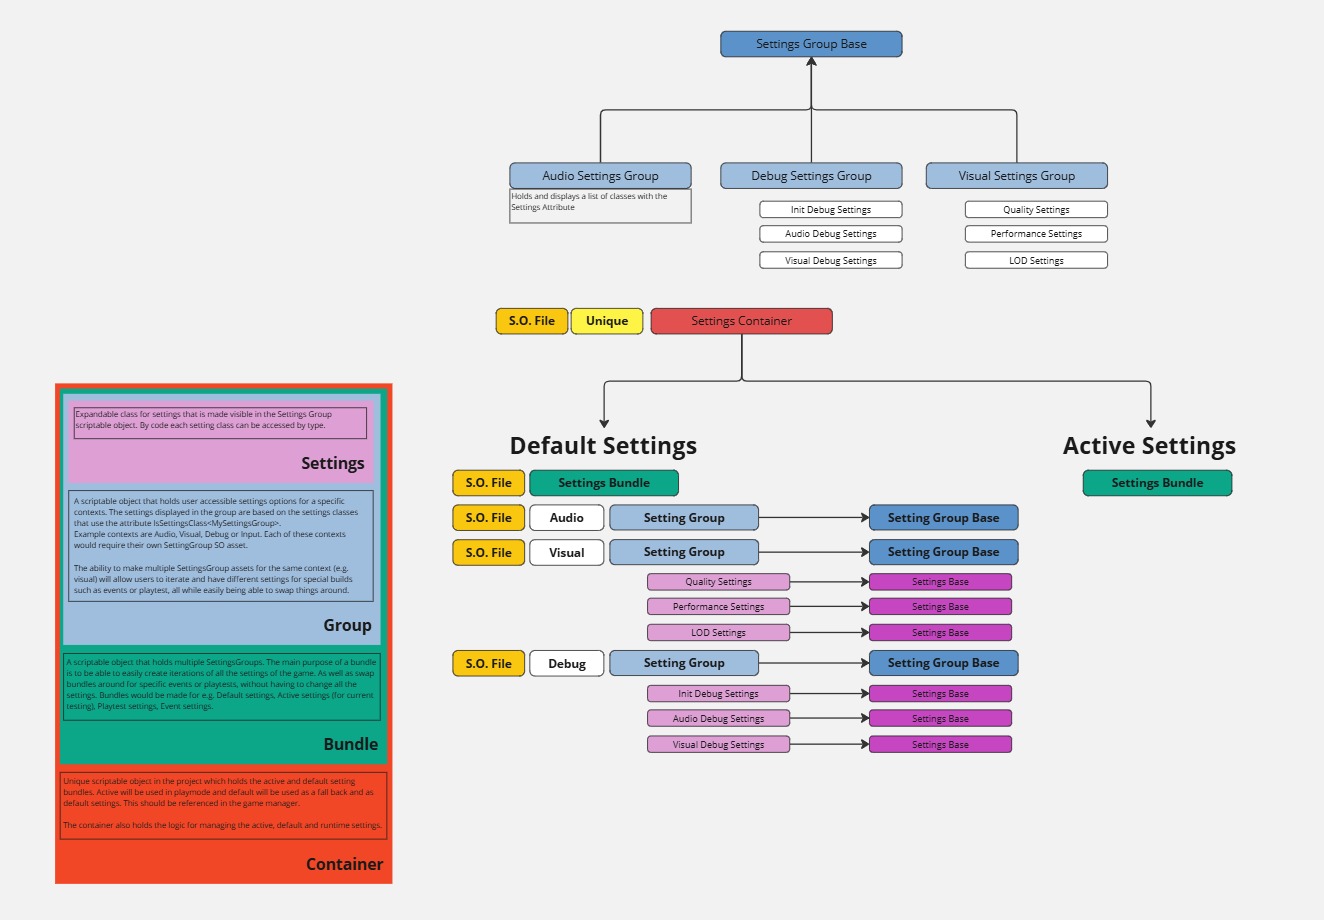 Settings Group Base
Audio Settings Group
Debug Settings Group
Visual Settings Group
Holds and displays a list of classes with the
Settings Attribute
Init Debug Settings
Quality Settings
Audio Debug Settings
Performance Settings
Visual Debug Settings
LOD Settings
S.O. File
Unique
Settings Container
Default Settings
Active Settings
S.O. File
Settings Bundle
Settings Bundle
S.O. File
Audio
Setting Group
Setting Group Base
S.O. File
Visual
Setting Group
Setting Group Base
Quality Settings
Settings Base
Performance Settings
Settings Base
LOD Settings
Settings Base
S.O. File
Debug
Setting Group
Setting Group Base
Init Debug Settings
Settings Base
Audio Debug Settings
Settings Base
Visual Debug Settings
Settings Base
Expandable class for settings that is made visible in the Settings Group
scriptable object. By code each setting class can be accessed by type.
Settings
A scriptable object that holds user accessible settings options for a specific
contexts. The settings displayed in the group are based on the settings classes
that use the attribute IsSettingsClass<MySettingsGroup>.
Example contexts are Audio, Visual, Debug or Input. Each of these contexts
would require their own SettingGroup SO asset.
The ability to make multiple SettingsGroup assets for the same context (e.g.
visual) will allow users to iterate and have different settings for special builds
such as events or playtest, all while easily being able to swap things around.
Group
A scriptable object that holds multiple SettingsGroups. The main purpose of a bundle
is to be able to easily create iterations of all the settings of the game. As well as swap
bundles around for specific events or playtests, without having to change all the
settings. Bundles would be made for e.g. Default settings, Active settings (for current
testing), Playtest settings, Event settings.
Bundle
Unique scriptable object in the project which holds the active and default setting
bundles. Active will be used in playmode and default will be used as a fall back and as
default settings. This should be referenced in the game manager.
The container also holds the logic for managing the active, default and runtime settings.
Container